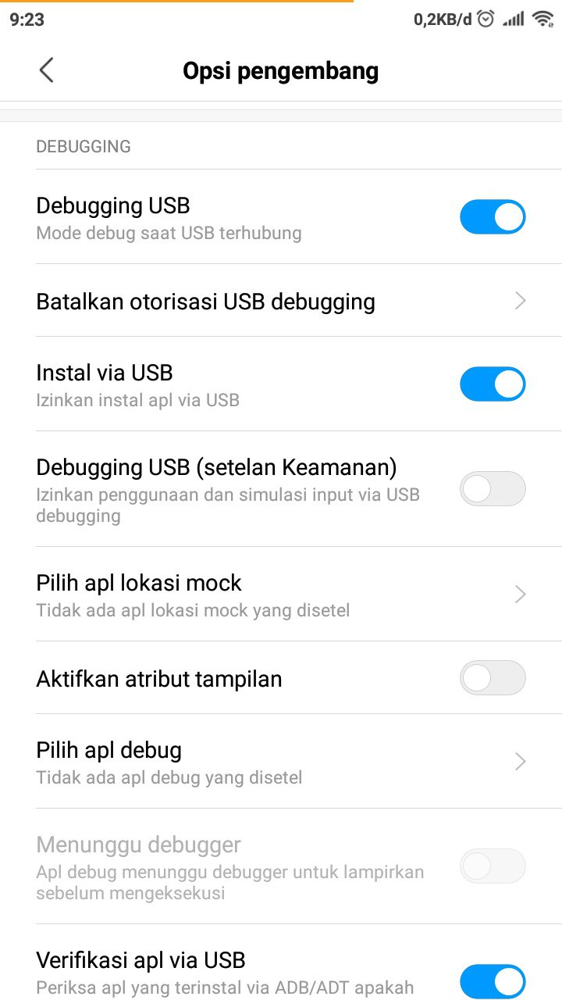 9:23 0,2KB/d
Opsi pengembang
DEBUGGING
Debugging USB
Mode debug saat USB terhubung
Batalkan otorisasi USB debugging
Instal via USB
Izinkan instal apl via USB
Debugging USB (setelan Keamanan)
Izinkan penggunaan dan simulasi input via USB
debugging
Pilih apl lokasi mock
Tidak ada apl lokasi mock yang disetel
Aktifkan atribut tampilan
Pilih apl debug
Tidak ada apl debug yang disetel
Menunggu debugger
Apl debug menunggu debugger untuk lampirkan
sebelum mengeksekusi
Verifikasi apl via USB
Periksa apl yang terinstal via ADB/ADT apakah